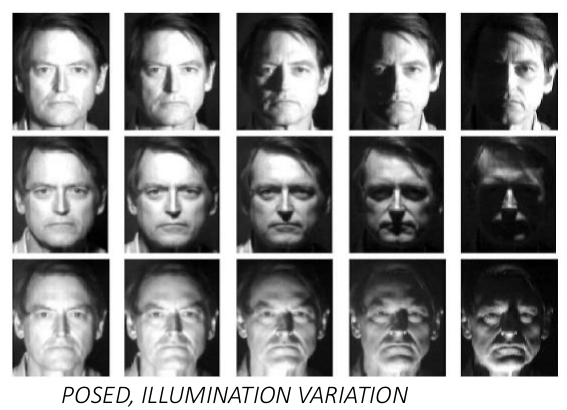 POSED, ILLUMINATION VARIATION